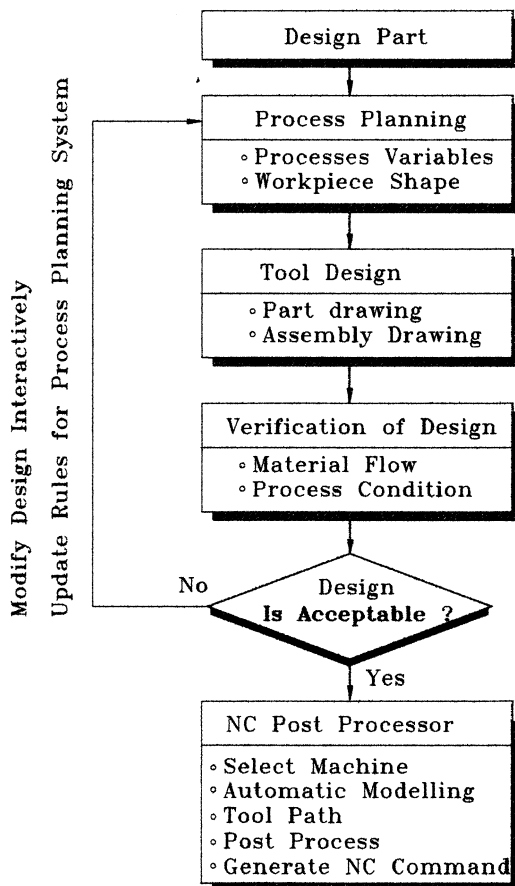 Design Part
Process Planning
∘ Processes Variables
∘ Workpiece Shape
Tool Design
∘ Part drawing
∘ Assembly Drawing
Verification of Design
∘ Material Flow
∘ Process Condition
Design
Is Acceptable ?
No
Yes
NC Post Processor
∘ Select Machine
∘ Automatic Modelling
∘ Tool Path
∘ Post Process
∘ Generate NC Command
Modify Design Interactively
Update Rules for Process Planning System